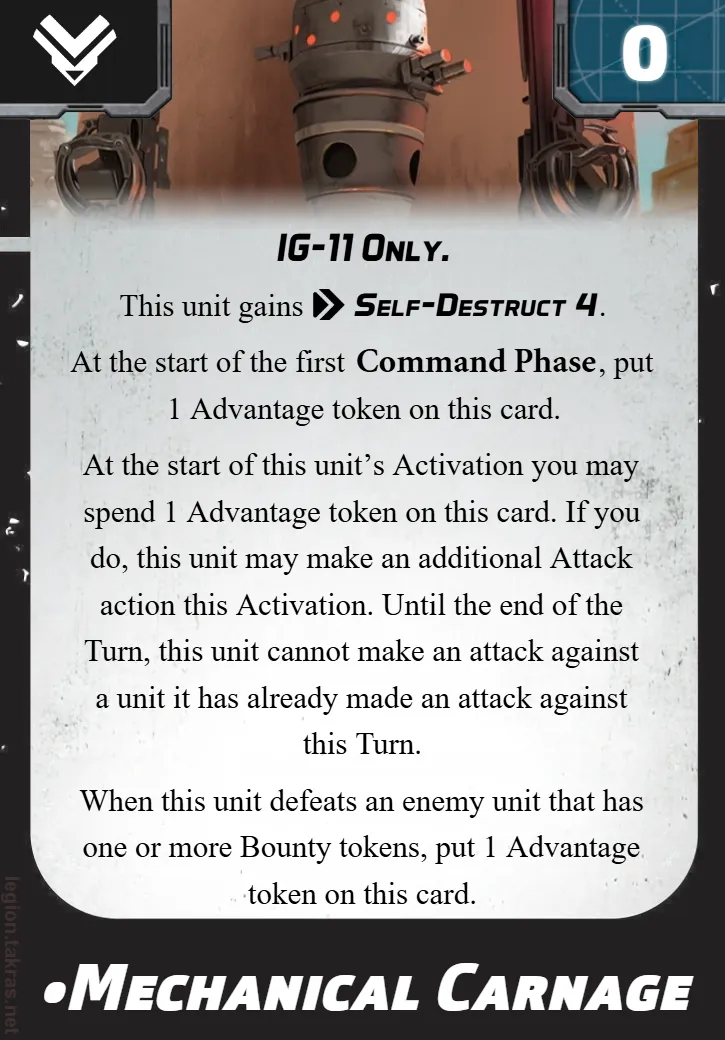 0
IG-11 Only.
This unit gains Self-Destruct 4.
At the start of the first Command Phase, put
1 Advantage token on this card.
At the start of this unit’s Activation you may
spend 1 Advantage token on this card. If you
do, this unit may make an additional Attack
action this Activation. Until the end of the
Turn, this unit cannot make an attack against
a unit it has already made an attack against
this Turn.
When this unit defeats an enemy unit that has
one or more Bounty tokens, put 1 Advantage
token on this card.
legion.takras.net
•Mechanical Carnage